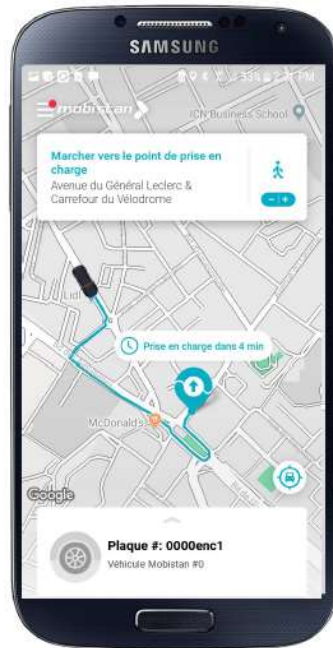 SAMSUNG
mobistan
ICN Business School
Marcher vers le point de prise en
charge
Avenue du Général Leclerc &
Carrefour du Vélodrome
Lidl
Prise en charge dans 4 min
McDonald's
Google
Plaque #: 0000enc1
Véhicule Mobistan #0